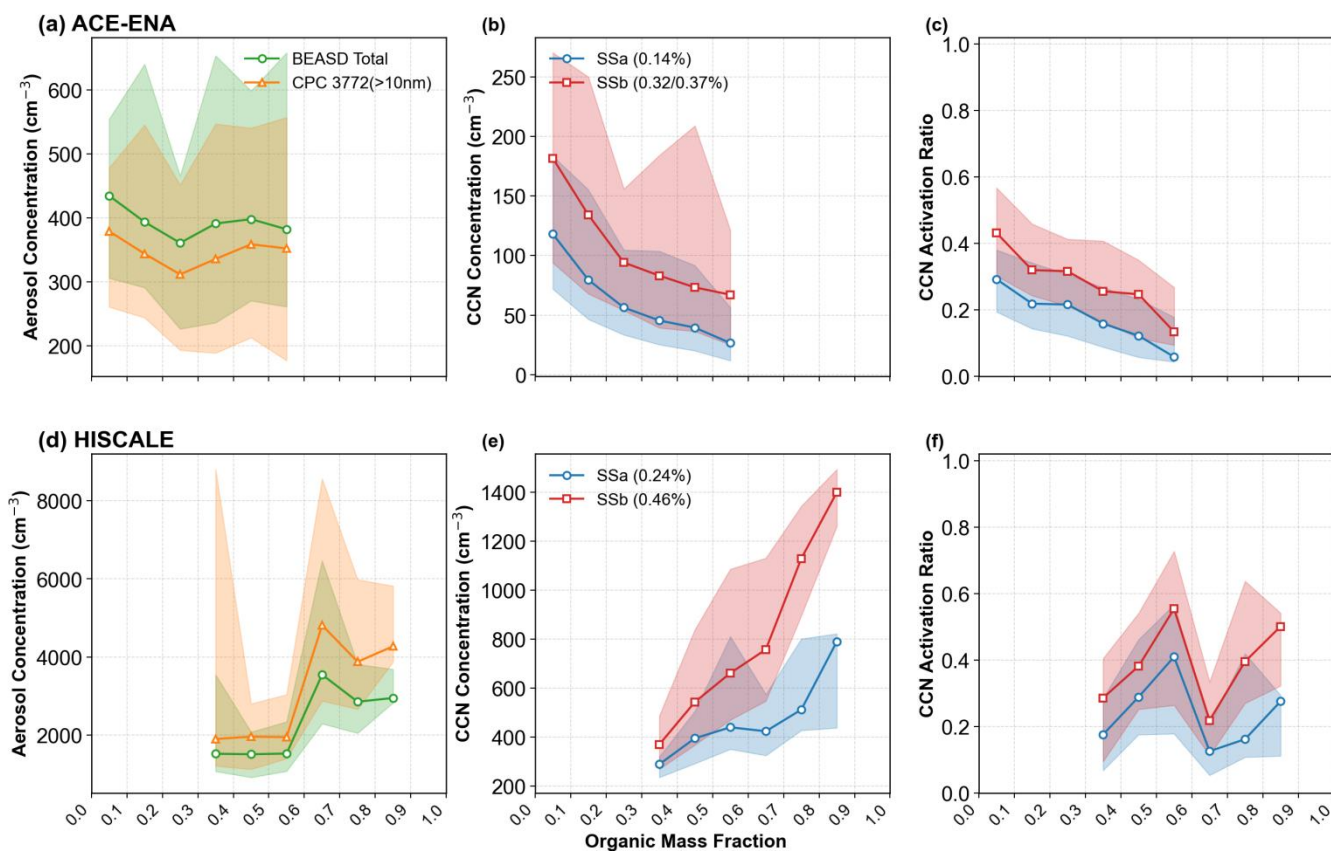 (a) ACE-ENA
(b)
(c)
BEASD Total
CPC 3772(>10nm)
SSa (0.14%)
SSb (0.32/0.37%)
Aerosol Concentration (cm⁻³)
600
500
400
300
200
CCN Concentration (cm⁻³)
250
200
150
100
50
0
CCN Activation Ratio
1.0
0.8
0.6
0.4
0.2
0.0
(d) HISCALE
(e)
(f)
SSa (0.24%)
SSb (0.46%)
Aerosol Concentration (cm⁻³)
8000
6000
4000
2000
CCN Concentration (cm⁻³)
1400
1200
1000
800
600
400
200
CCN Activation Ratio
1.0
0.8
0.6
0.4
0.2
0.0
0.0 0.1 0.2 0.3 0.4 0.5 0.6 0.7 0.8 0.9 1.0
0.0 0.1 0.2 0.3 0.4 0.5 0.6 0.7 0.8 0.9 1.0
0.0 0.1 0.2 0.3 0.4 0.5 0.6 0.7 0.8 0.9 1.0
Organic Mass Fraction